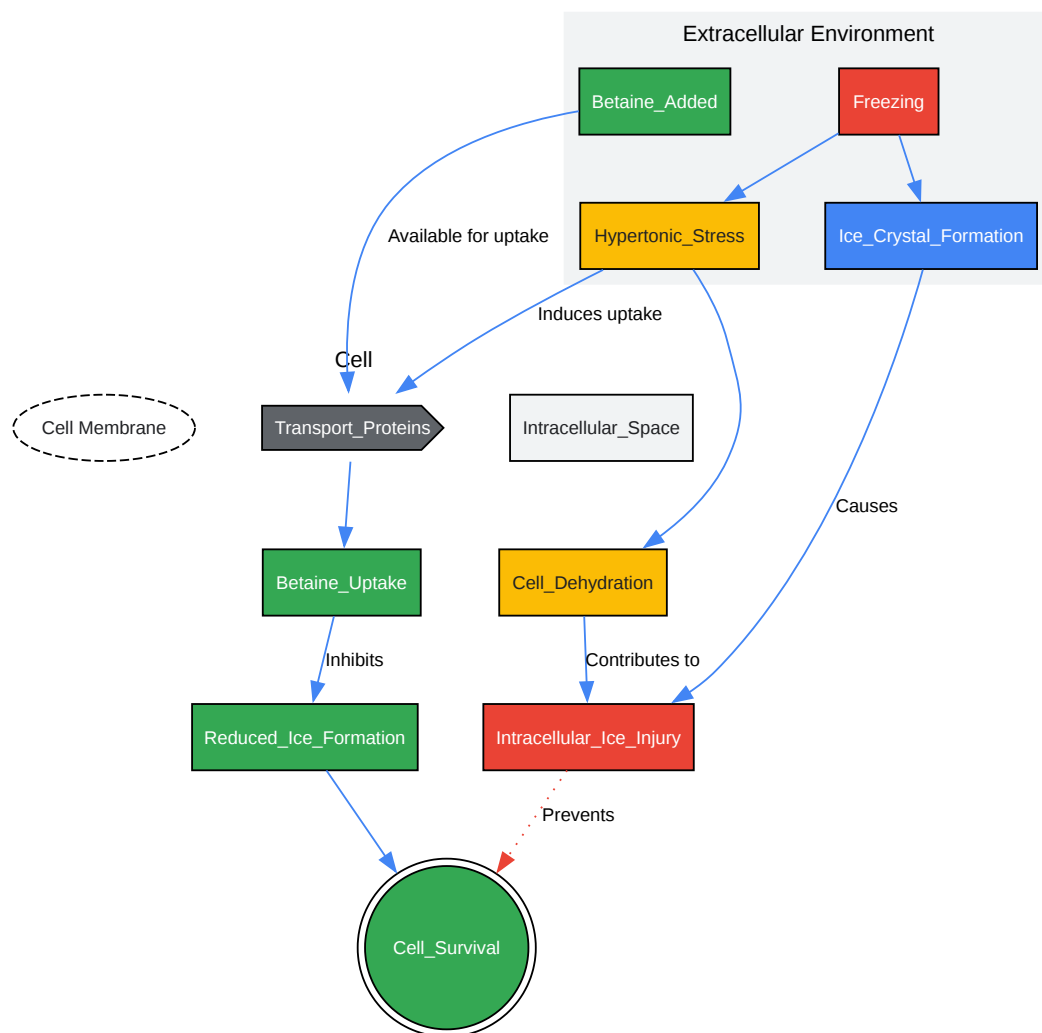 Extracellular Environment
Betaine_Added
Freezing
Available for uptake
Hypertonic_Stress
Ice_Crystal_Formation
Induces uptake
Cell
Cell Membrane
Transport_Proteins
Intracellular_Space
Causes
Betaine_Uptake
Cell_Dehydration
Inhibits
Contributes to
Reduced_Ice_Formation
Intracellular_Ice_Injury
Prevents
Cell_Survival